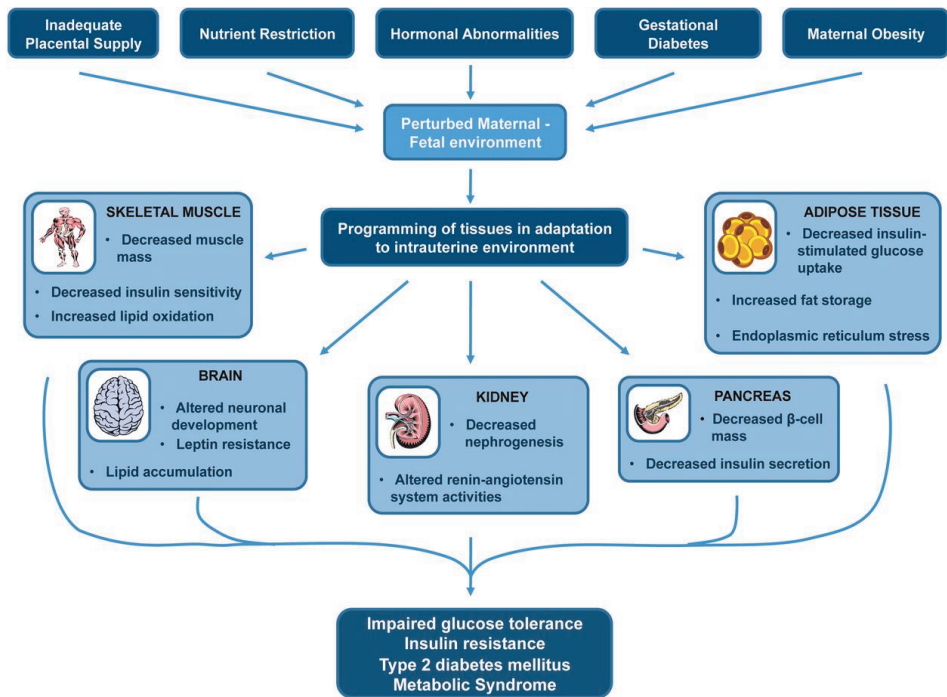 Inadequate
Placental Supply
Nutrient Restriction
Hormonal Abnormalities
Gestational
Diabetes
Maternal Obesity
Perturbed Maternal -
Fetal environment
Programming of tissues in adaptation
to intrauterine environment
SKELETAL MUSCLE
• Decreased muscle
mass
• Decreased insulin sensitivity
• Increased lipid oxidation
ADIPOSE TISSUE
• Decreased insulin-
stimulated glucose
uptake
• Increased fat storage
• Endoplasmic reticulum stress
BRAIN
• Altered neuronal
development
• Leptin resistance
• Lipid accumulation
KIDNEY
• Decreased
nephrogenesis
• Altered renin-angiotensin
system activities
PANCREAS
• Decreased β-cell
mass
• Decreased insulin secretion
Impaired glucose tolerance
Insulin resistance
Type 2 diabetes mellitus
Metabolic Syndrome